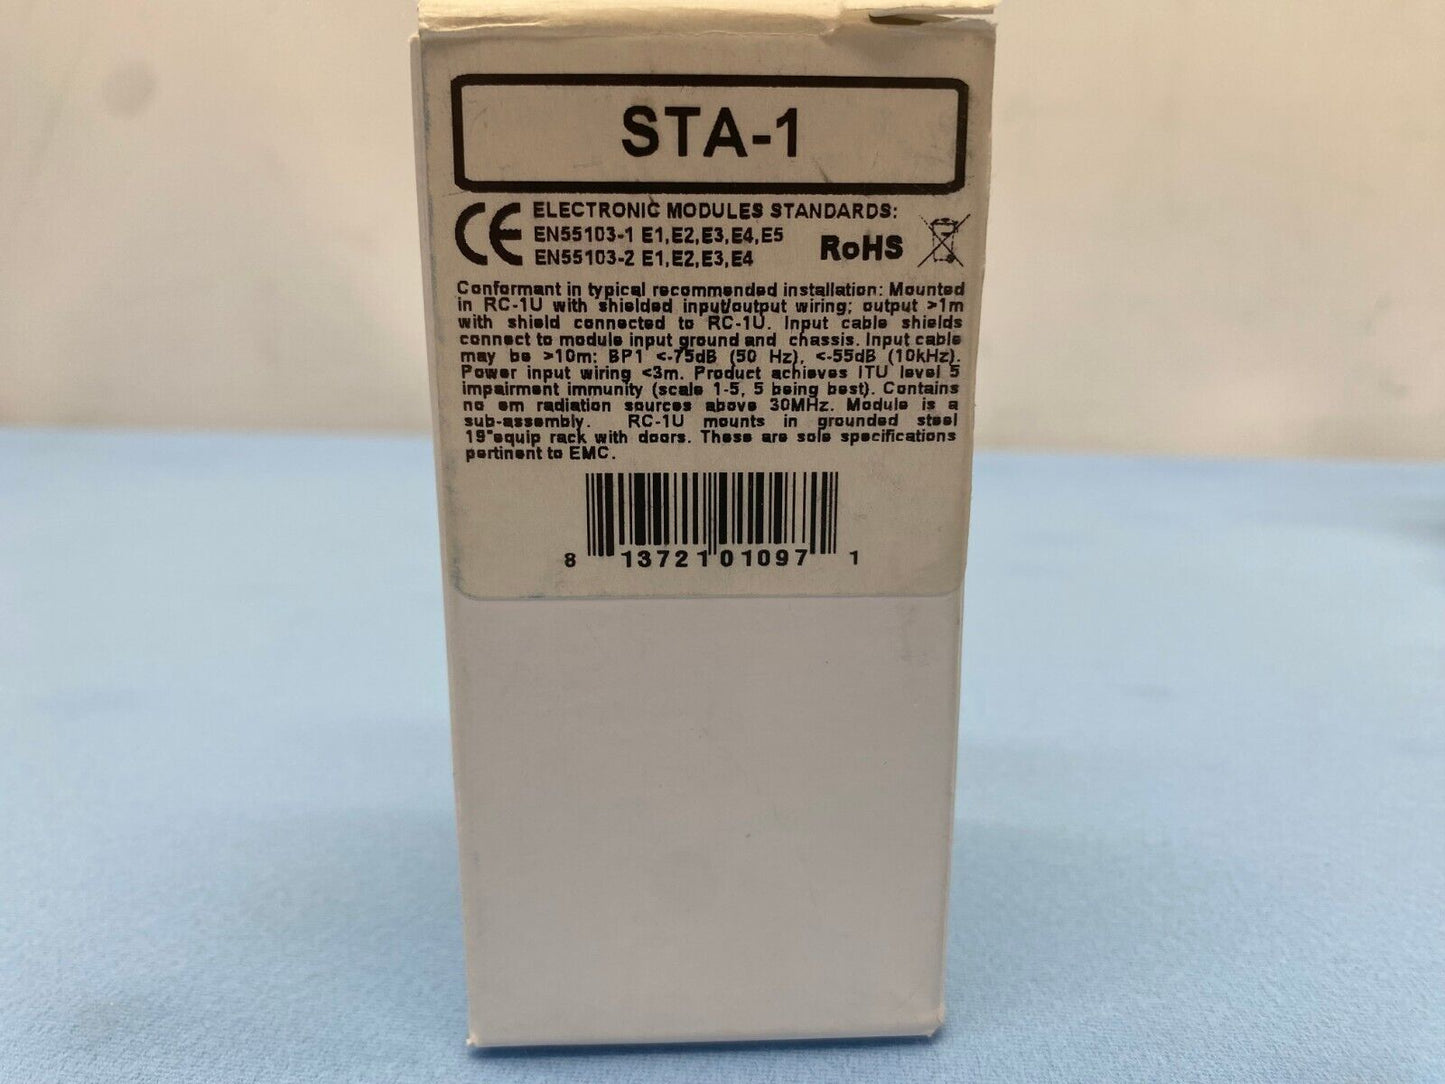 STA-1
CE ELECTRONIC MODULES STANDARDS:
EN55103-1 E1,E2,E3,E4,E5
EN55103-2 E1,E2,E3,E4
RoHS
Conformant in typical recommended installation: Mounted
in RC-1U with shielded input/output wiring; output >1m
with shield connected to RC-1U. Input cable shields
connect to module input ground and chassis. Input cable
may be >10m: BP1 <-75dB (50 Hz), <-55dB (10kHz).
Power input wiring <3m. Product achieves ITU level 5
impairment immunity (scale 1-5, 5 being best). Contains
no em radiation sources above 30MHz. Module is a
sub-assembly. RC-1U mounts in grounded steel
19"equip rack with doors. These are sole specifications
pertinent to EMC.
8 13721 01097 1